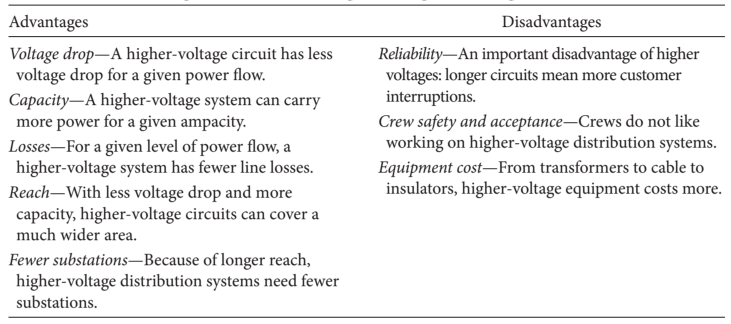 Advantages
Disadvantages
Voltage drop—A higher-voltage circuit has less
voltage drop for a given power flow.
Capacity—A higher-voltage system can carry
more power for a given ampacity.
Losses—For a given level of power flow, a
higher-voltage system has fewer line losses.
Reach—With less voltage drop and more
capacity, higher-voltage circuits can cover a
much wider area.
Fewer substations—Because of longer reach,
higher-voltage distribution systems need fewer
substations.
Reliability—An important disadvantage of higher
voltages: longer circuits mean more customer
interruptions.
Crew safety and acceptance—Crews do not like
working on higher-voltage distribution systems.
Equipment cost—From transformers to cable to
insulators, higher-voltage equipment costs more.